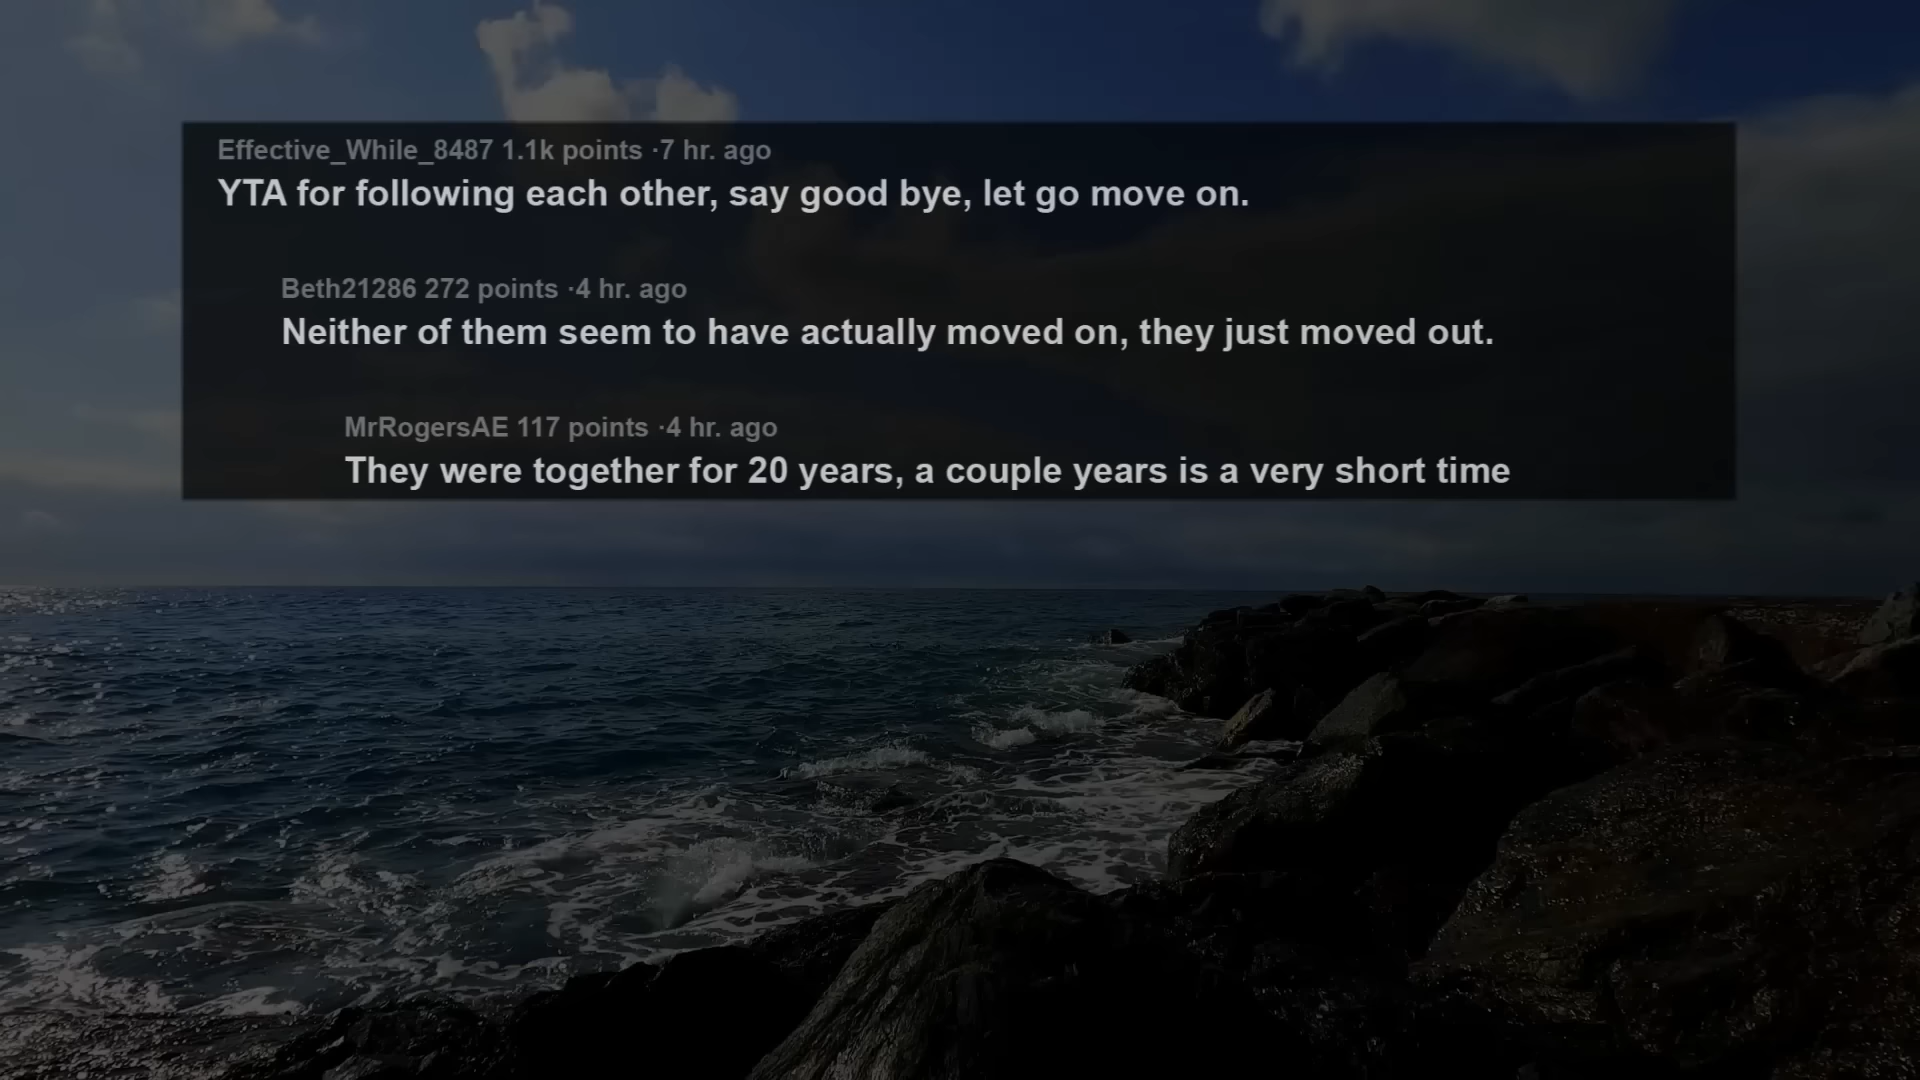 Effective_While_8487 1.1k points ·7 hr. ago
YTA for following each other, say good bye, let go move on.
Beth21286 272 points ·4 hr. ago
Neither of them seem to have actually moved on, they just moved out.
MrRogersAE 117 points ·4 hr. ago
They were together for 20 years, a couple years is a very short time